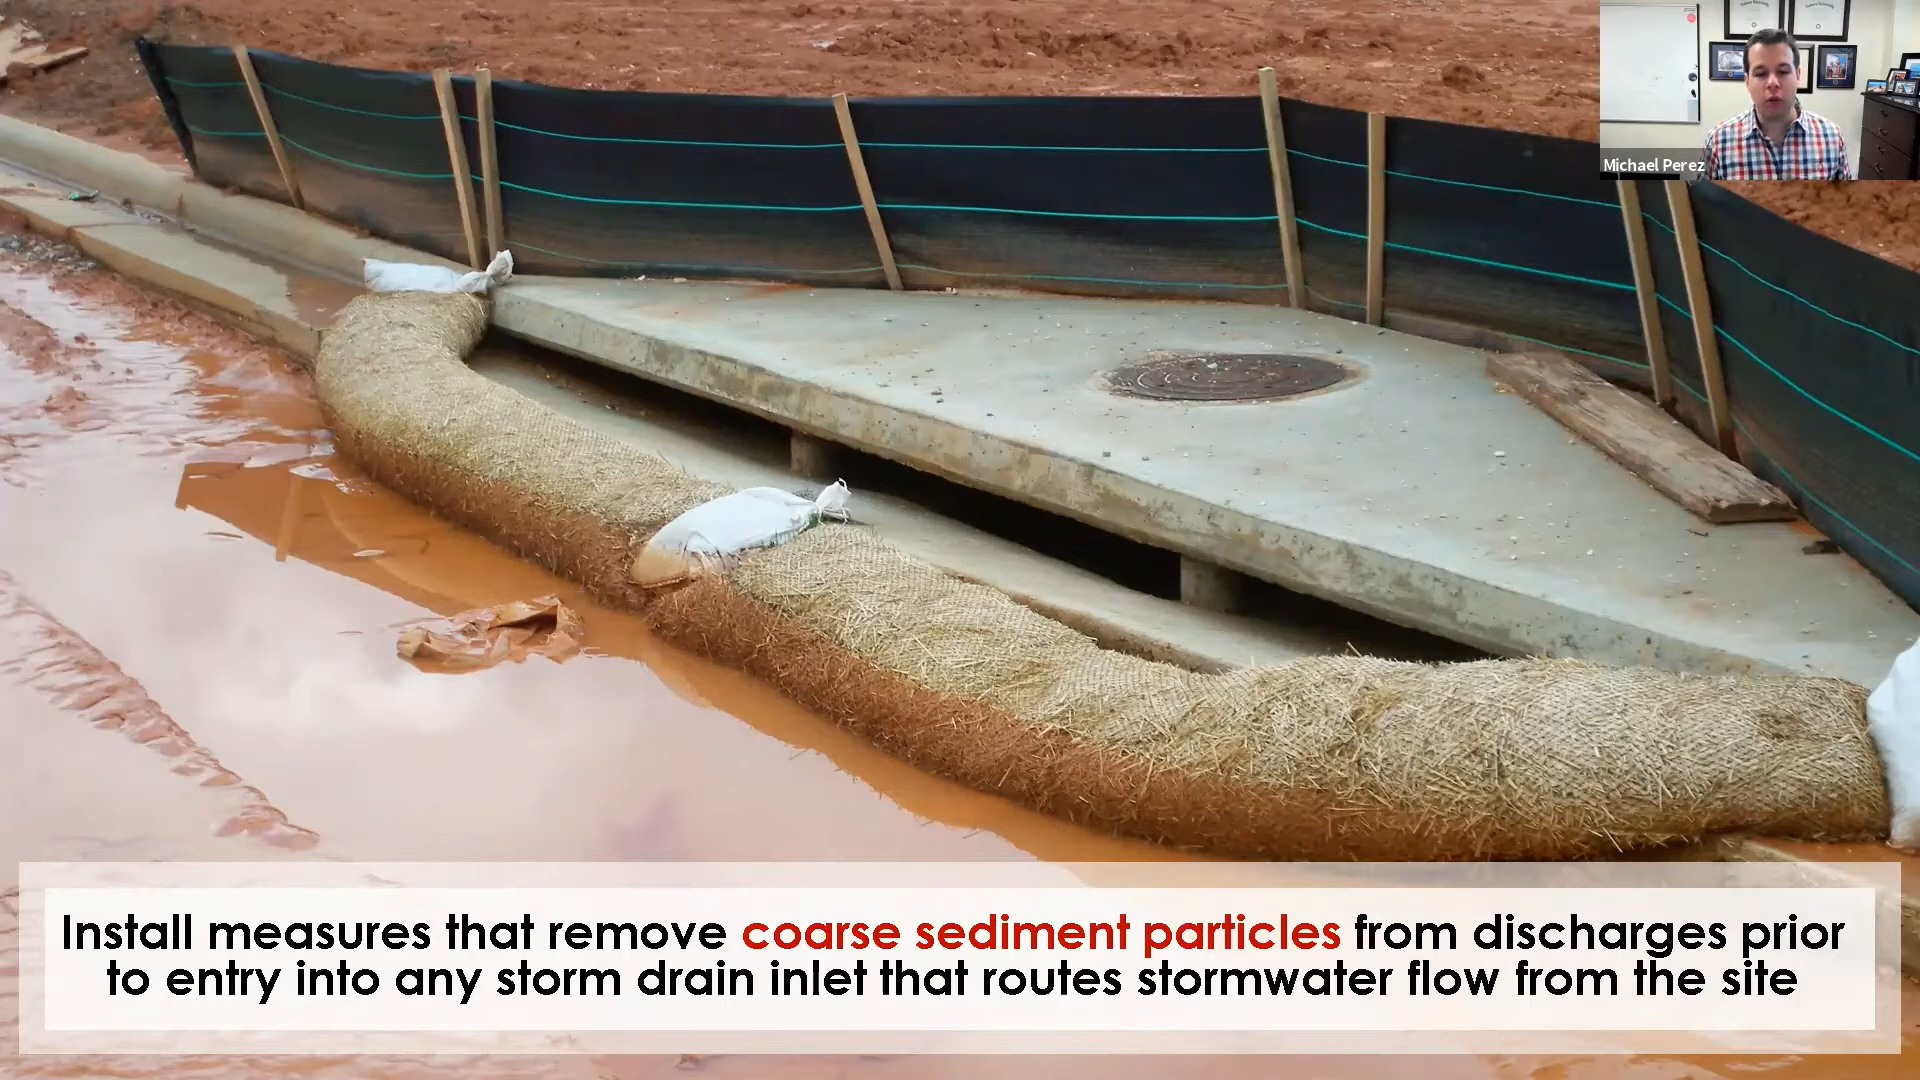 Michael Perez
Install measures that remove coarse sediment particles from discharges prior
to entry into any storm drain inlet that routes stormwater flow from the site